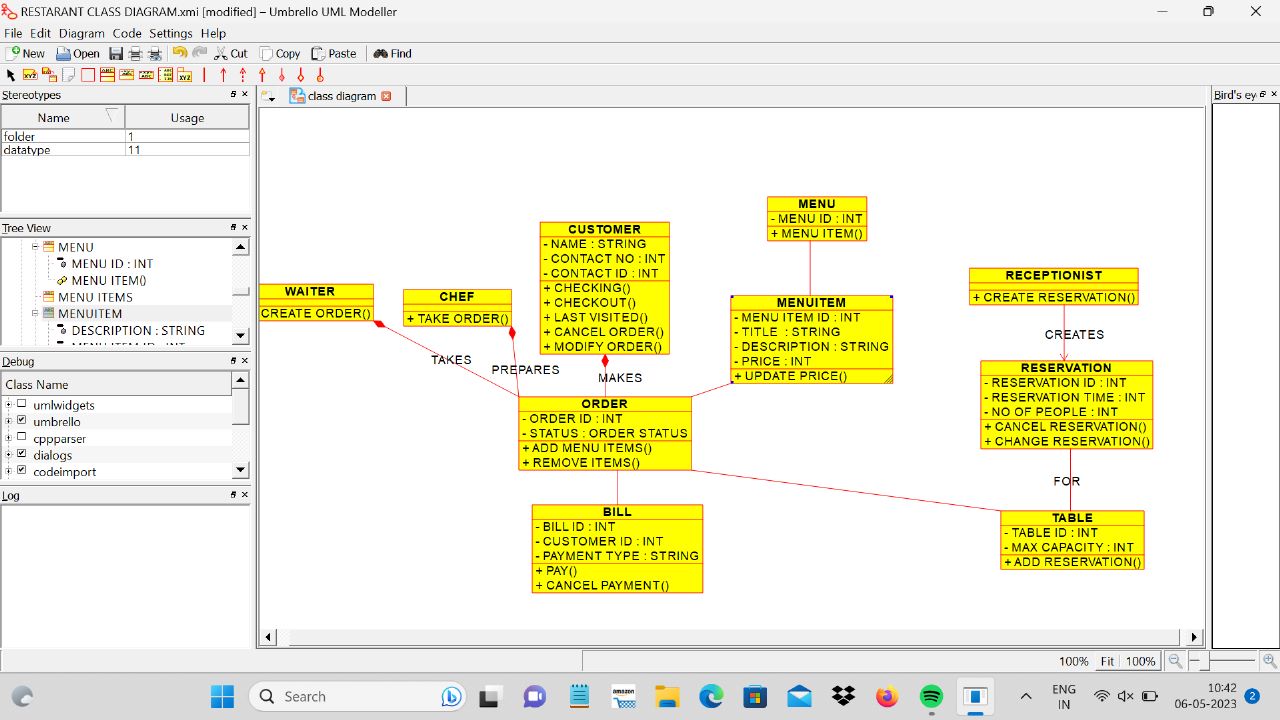 RESTARANT CLASS DIAGRAM.xmi [modified] – Umbrello UML Modeller
File Edit Diagram Code Settings Help
New Open Cut Copy Paste Find
Stereotypes
Name Usage
folder 1
datatype 11
Tree View
MENU
MENU ID : INT
MENU ITEM()
MENU ITEMS
MENUITEM
DESCRIPTION : STRING
MENU ITEM ID : INT
Debug
Class Name
umlwidgets
umbrello
cppparser
dialogs
codeimport
Log
class diagram
Bird's ey
WAITER
CREATE ORDER()
CHEF
+ TAKE ORDER()
CUSTOMER
- NAME : STRING
- CONTACT NO : INT
- CONTACT ID : INT
+ CHECKING()
+ CHECKOUT()
+ LAST VISITED()
+ CANCEL ORDER()
+ MODIFY ORDER()
MENU
- MENU ID : INT
+ MENU ITEM()
MENUITEM
- MENU ITEM ID : INT
- TITLE : STRING
- DESCRIPTION : STRING
- PRICE : INT
+ UPDATE PRICE()
RECEPTIONIST
+ CREATE RESERVATION()
CREATES
RESERVATION
- RESERVATION ID : INT
- RESERVATION TIME : INT
- NO OF PEOPLE : INT
+ CANCEL RESERVATION()
+ CHANGE RESERVATION()
TAKES
PREPARES
MAKES
ORDER
- ORDER ID : INT
- STATUS : ORDER STATUS
+ ADD MENU ITEMS()
+ REMOVE ITEMS()
FOR
BILL
- BILL ID : INT
- CUSTOMER ID : INT
- PAYMENT TYPE : STRING
+ PAY()
+ CANCEL PAYMENT()
TABLE
- TABLE ID : INT
- MAX CAPACITY : INT
+ ADD RESERVATION()
100% Fit 100%
Search
amazon
ENG
IN
10:42
06-05-2023
2